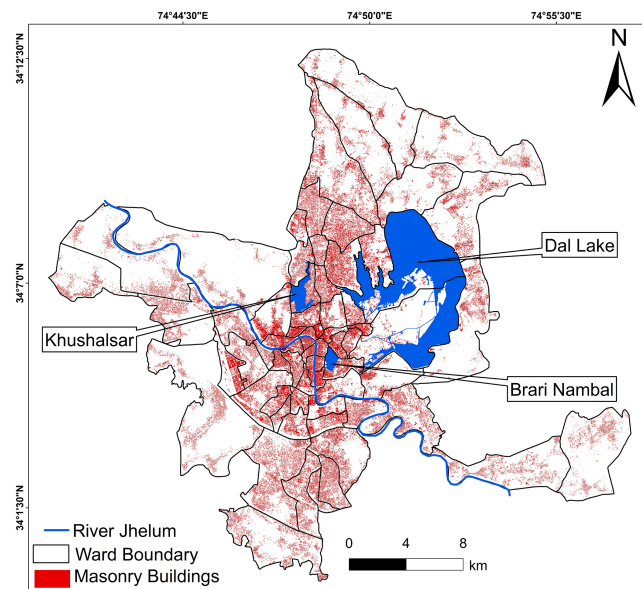 74°44'30"E 74°50'0"E 74°55'30"E
34°12'30"N
N
Dal Lake
34°7'0"N
Khushalsar
Brari Nambal
34°1'30"N
River Jhelum
Ward Boundary
Masonry Buildings
0 4 8
km